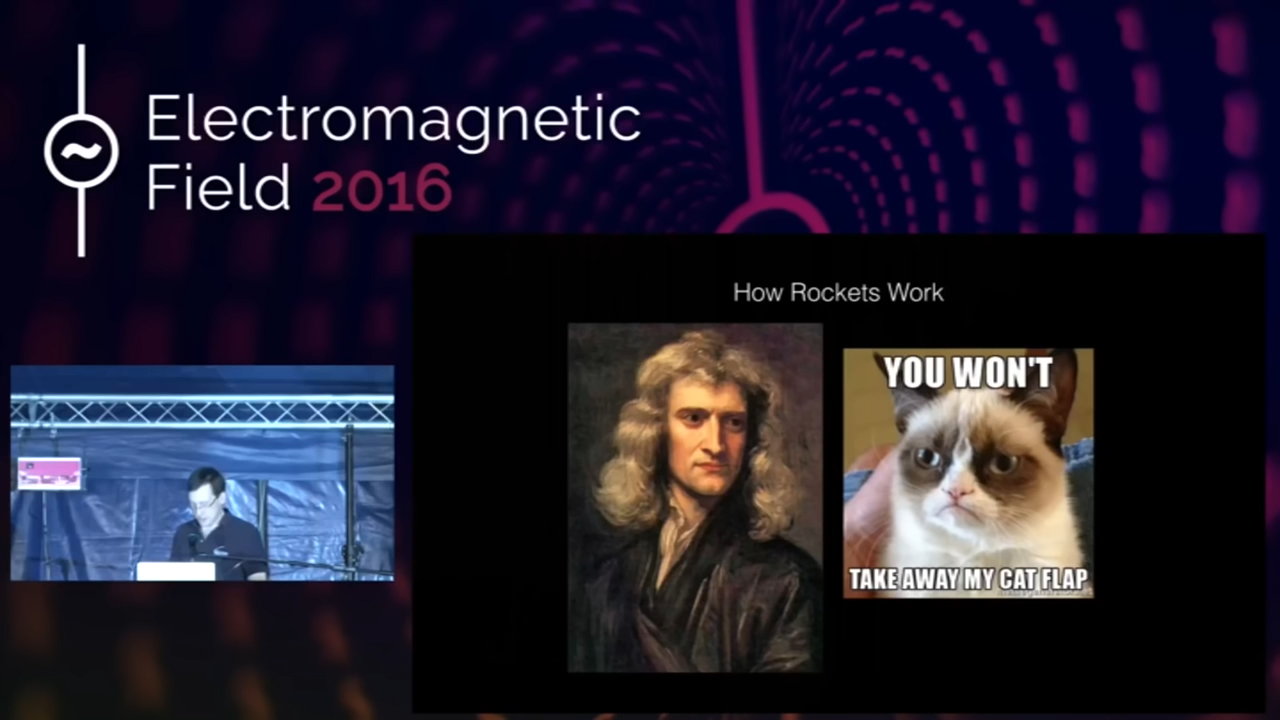 Electromagnetic
Field 2016
How Rockets Work
YOU WON'T
TAKE AWAY MY CAT FLAP